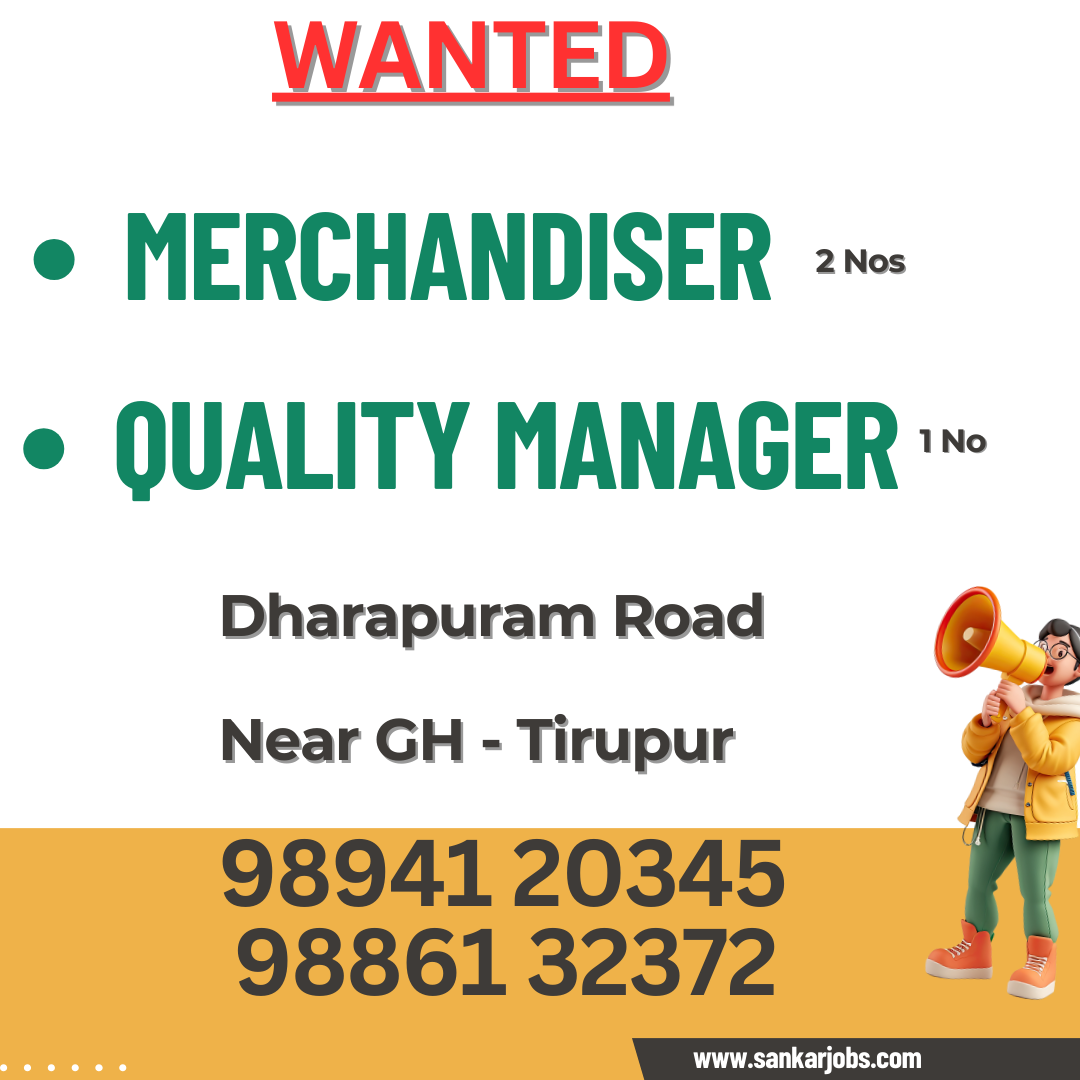 WANTED
• MERCHANDISER 2 Nos
• QUALITY MANAGER 1 No
Dharapuram Road
Near GH - Tirupur
98941 20345
98861 32372
www.sankarjobs.com